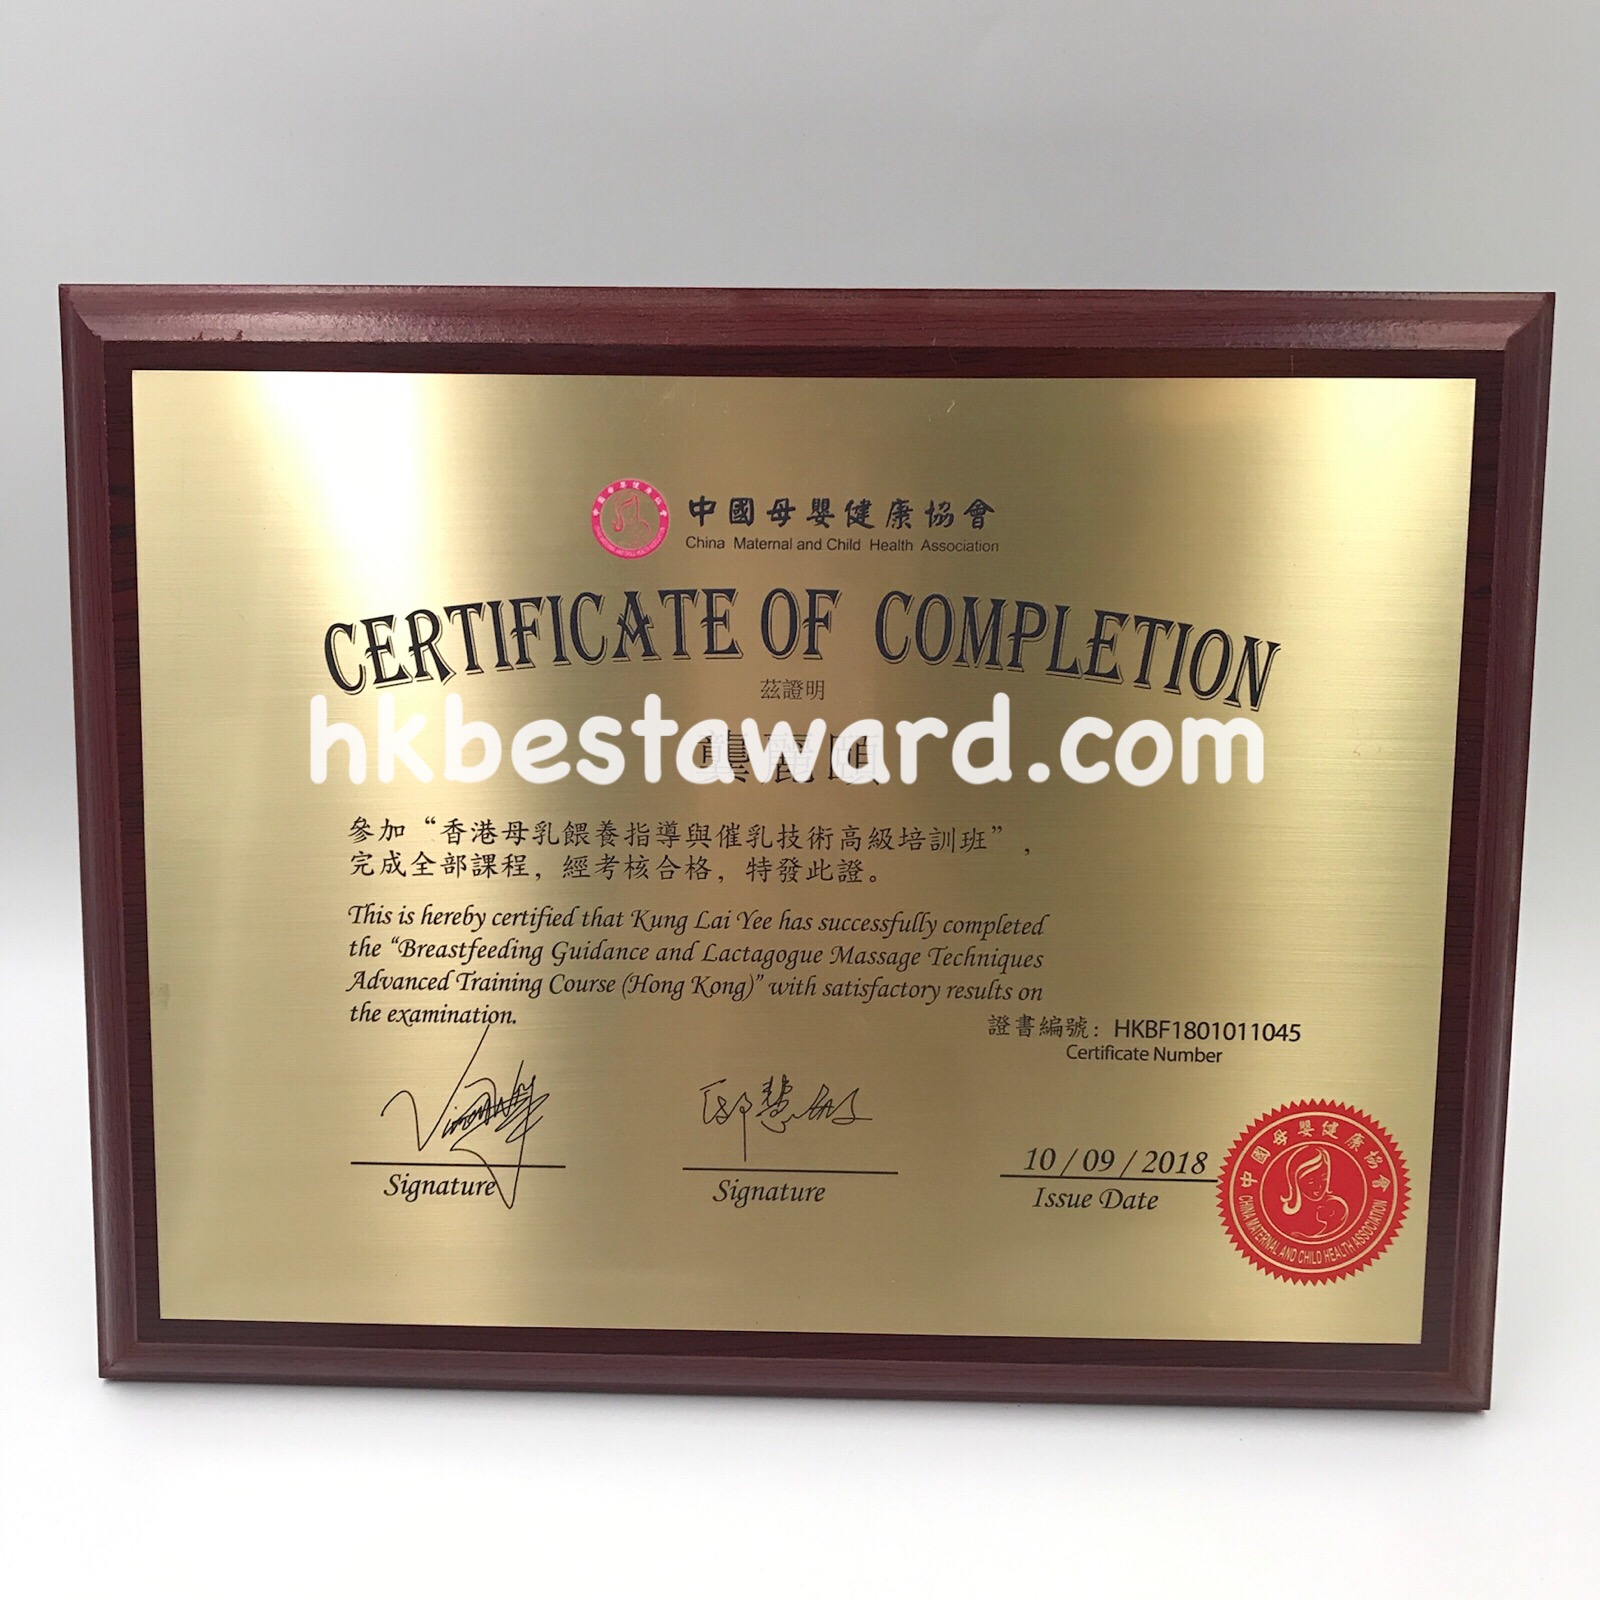 中國母嬰健康協會
China Maternal and Child Health Association
CERTIFICATE OF COMPLETION
茲證明
hkbestaward.com
龔麗頤
參加“香港母乳餵養指導與催乳技術高級培訓班”，
完成全部課程，經考核合格，特發此證。
This is hereby certified that Kung Lai Yee has successfully completed
the “Breastfeeding Guidance and Lactagogue Massage Techniques
Advanced Training Course (Hong Kong)” with satisfactory results on
the examination.
證書編號：HKBF1801011045
Certificate Number
鄧慧敏
10 / 09 / 2018
Signature
Signature
Issue Date
中國母嬰健康協會
CHINA MATERNAL AND CHILD HEALTH ASSOCIATION